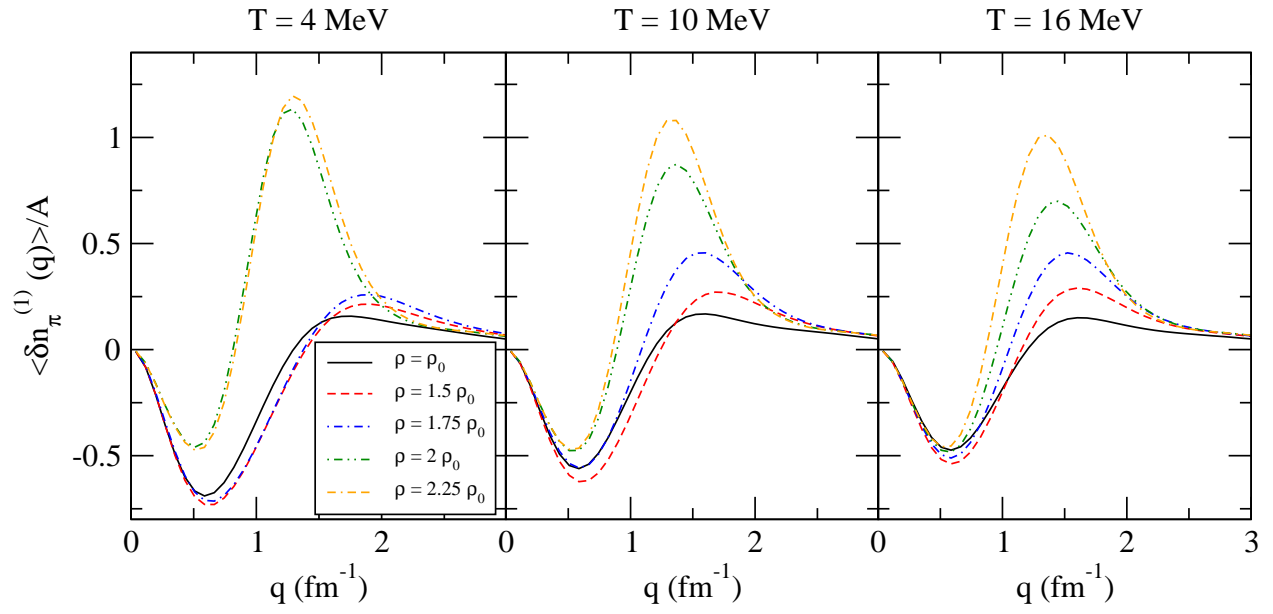 T = 4 MeV
T = 10 MeV
T = 16 MeV
<δn_π^(1) (q)>/A
1
0.5
0
-0.5
ρ = ρ_0
ρ = 1.5 ρ_0
ρ = 1.75 ρ_0
ρ = 2 ρ_0
ρ = 2.25 ρ_0
0 1 2 0 1 2 0 1 2 3
q (fm^-1) q (fm^-1) q (fm^-1)